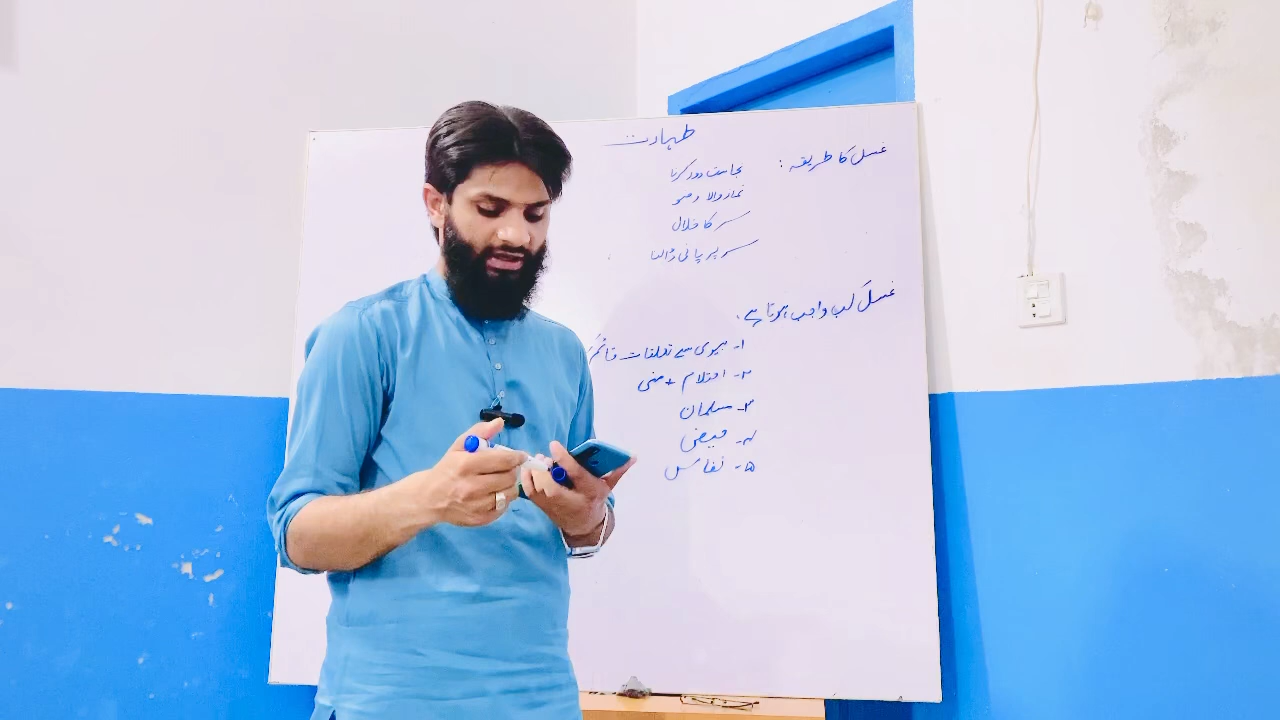 طہارت
غسل کا طریقہ : نجاست دور کرنا
نماز والا وضو
سر کا خلال
سر پر پانی ڈالنا
غسل کب واجب ہوتا ہے.
۱- بیوی سے تعلقات قائم
۲- احتلام + منی
۳- مسلمان
۴- حیض
۵- نفاس